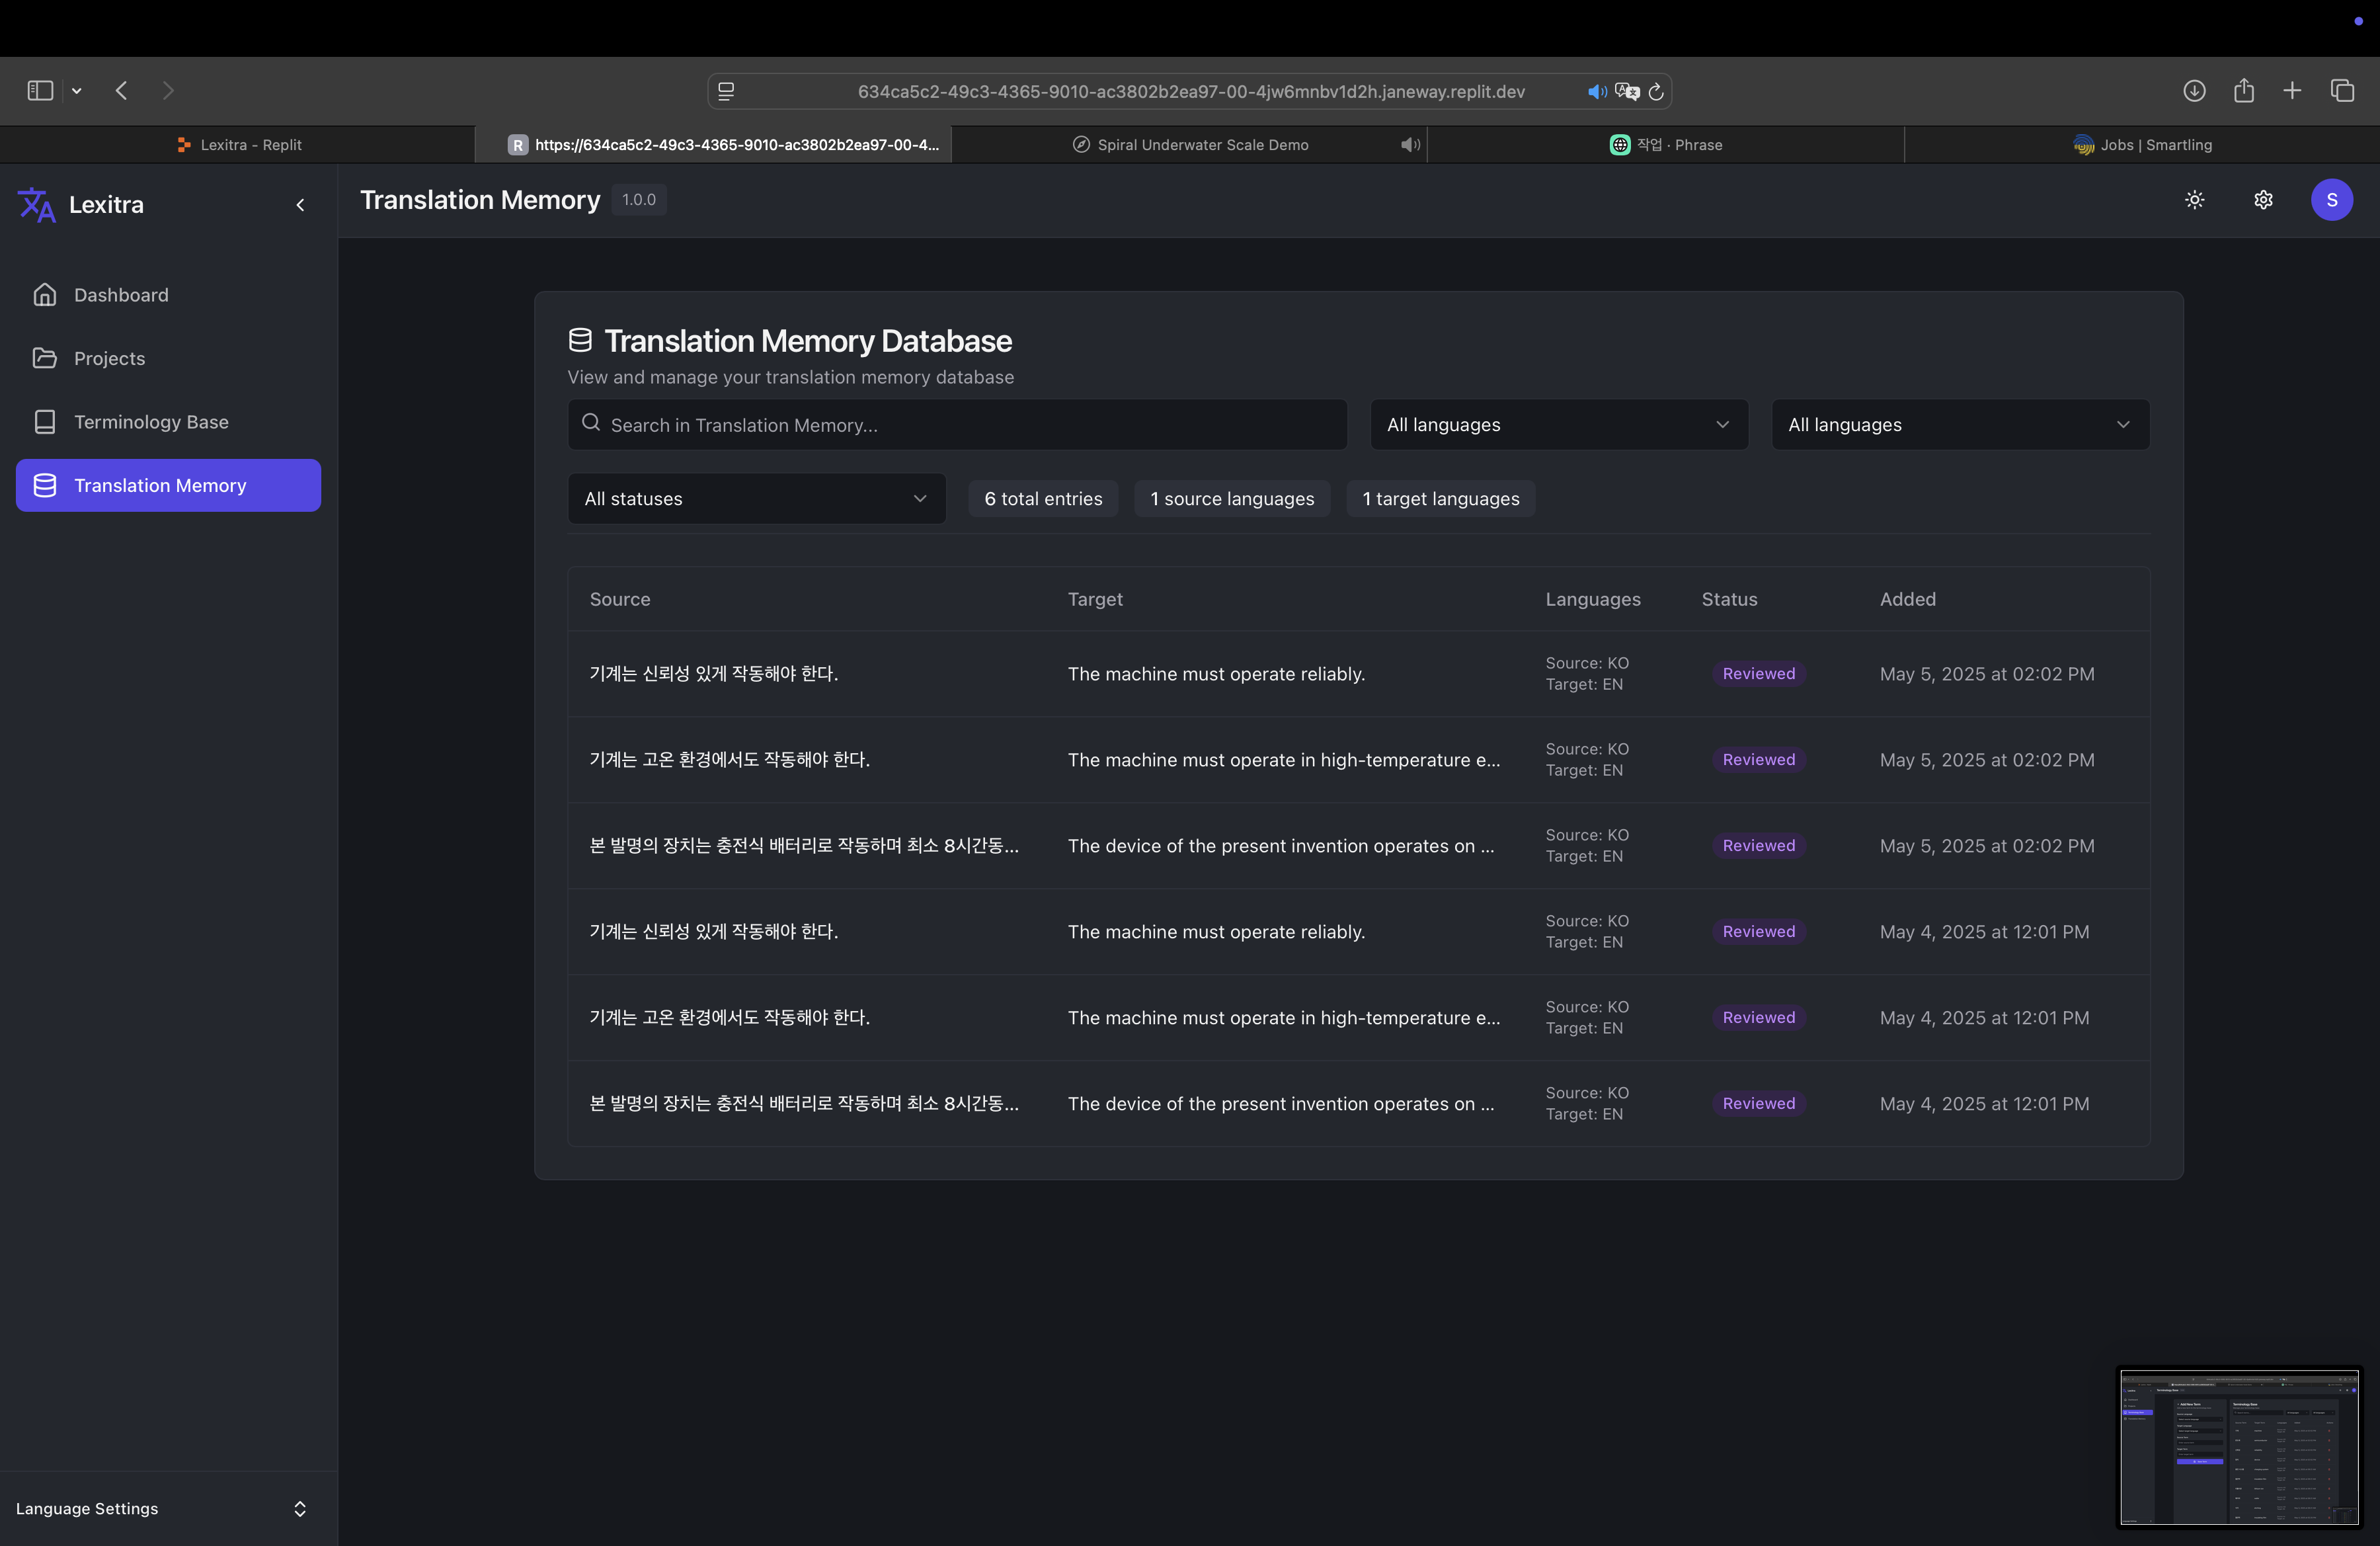 634ca5c2-49c3-4365-9010-ac3802b2ea97-00-4jw6mnbv1d2h.janeway.replit.dev
Lexitra - Replit
R https://634ca5c2-49c3-4365-9010-ac3802b2ea97-00-4...
Spiral Underwater Scale Demo
작업 · Phrase
Jobs | Smartling
Lexitra
Translation Memory 1.0.0
S
Dashboard
Projects
Terminology Base
Translation Memory
Translation Memory Database
View and manage your translation memory database
Search in Translation Memory...
All languages
All languages
All statuses
6 total entries
1 source languages
1 target languages
Source Target Languages Status Added
기계는 신뢰성 있게 작동해야 한다. The machine must operate reliably. Source: KO Reviewed May 5, 2025 at 02:02 PM
Target: EN
기계는 고온 환경에서도 작동해야 한다. The machine must operate in high-temperature e... Source: KO Reviewed May 5, 2025 at 02:02 PM
Target: EN
본 발명의 장치는 충전식 배터리로 작동하며 최소 8시간동... The device of the present invention operates on ... Source: KO Reviewed May 5, 2025 at 02:02 PM
Target: EN
기계는 신뢰성 있게 작동해야 한다. The machine must operate reliably. Source: KO Reviewed May 4, 2025 at 12:01 PM
Target: EN
기계는 고온 환경에서도 작동해야 한다. The machine must operate in high-temperature e... Source: KO Reviewed May 4, 2025 at 12:01 PM
Target: EN
본 발명의 장치는 충전식 배터리로 작동하며 최소 8시간동... The device of the present invention operates on ... Source: KO Reviewed May 4, 2025 at 12:01 PM
Target: EN
Language Settings